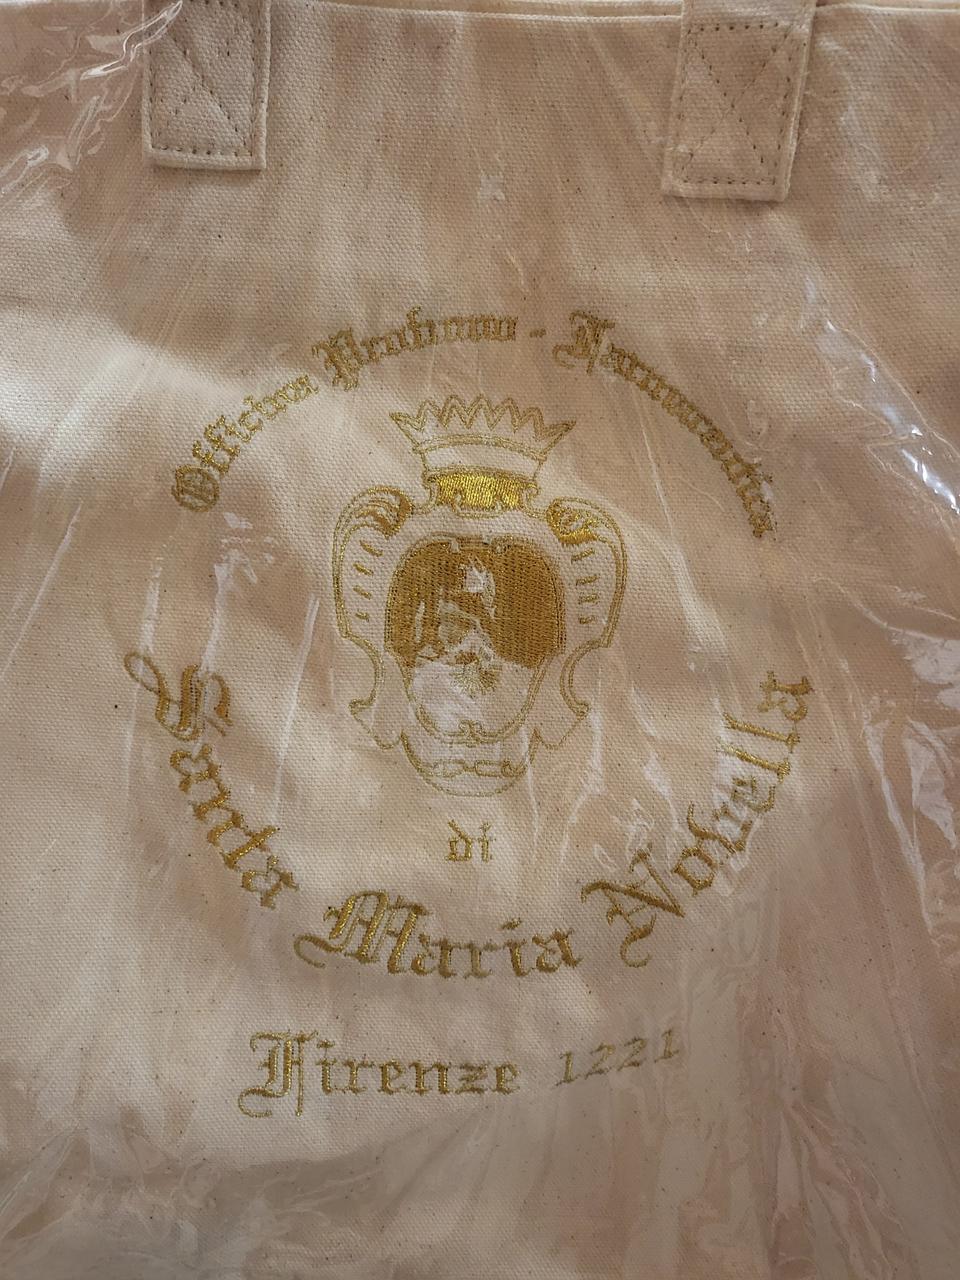 Officina Profumo - Farmaceutica
di
Santa Maria Novella
Firenze 1221